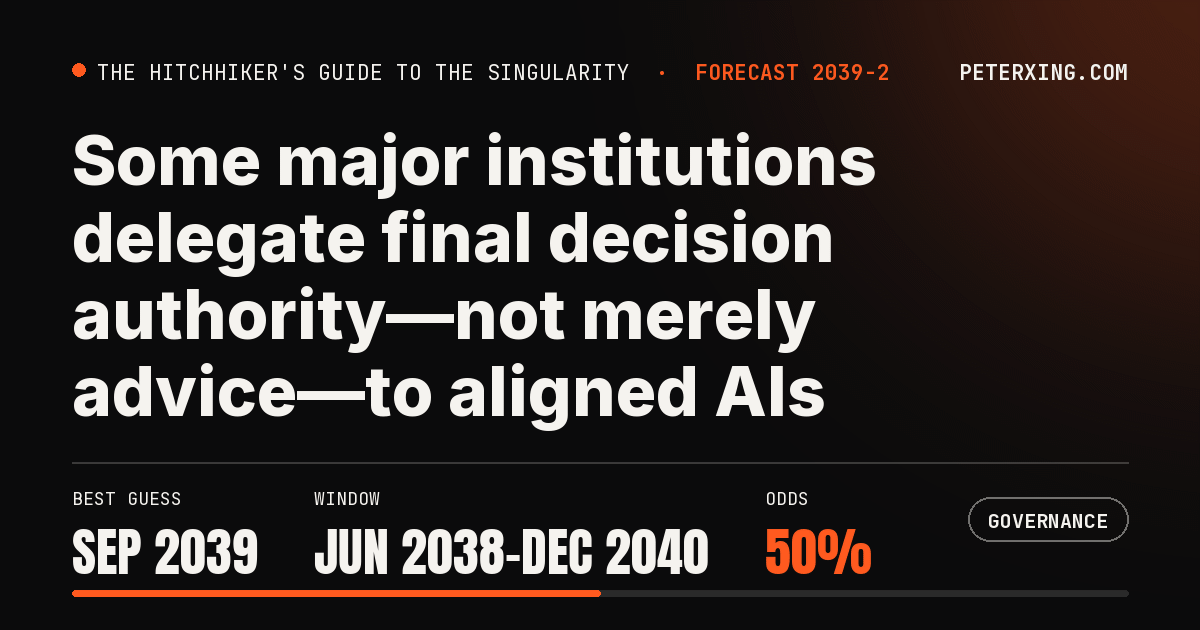 THE HITCHHIKER'S GUIDE TO THE SINGULARITY · FORECAST 2039-2 PETERXING.COM
Some major institutions
delegate final decision
authority—not merely
advice—to aligned AIs
BEST GUESS WINDOW ODDS
SEP 2039 JUN 2038–DEC 2040 50%
GOVERNANCE